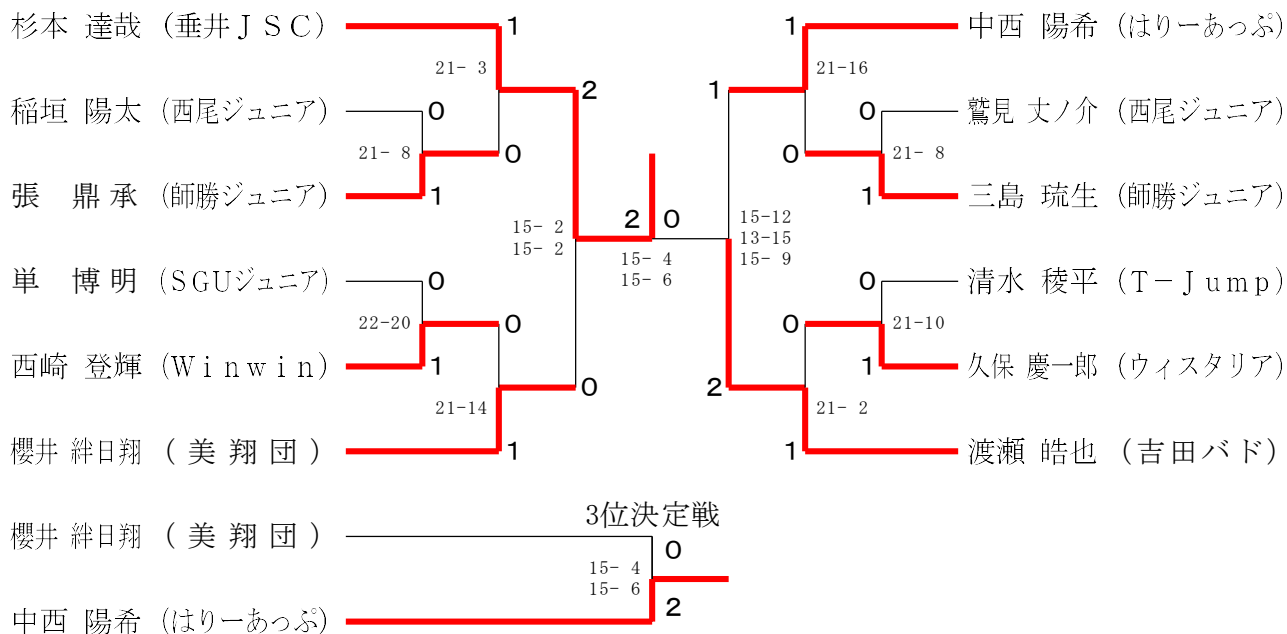 杉本 達哉 (垂井ＪＳＣ) 1 1 中西 陽希 (はりーあっぷ)
21- 3 21-16
2 1
稲垣 陽太 (西尾ジュニア) 0 0 鷲見 丈ノ介 (西尾ジュニア)
21- 8 0 0 21- 8
張　鼎承 (師勝ジュニア) 1 1 三島 琉生 (師勝ジュニア)
15- 2 2 0 15-12
15- 2 13-15
15- 4 15- 9
15- 6
単　博明 (ＳＧＵジュニア) 0 0 清水 稜平 (Ｔ－Ｊｕｍｐ)
22-20 0 0 21-10
西崎 登輝 (Ｗｉｎｗｉｎ) 1 1 久保 慶一郎 (ウィスタリア)
0 2
21-14 21- 2
櫻井 絆日翔 (美翔団) 1 1 渡瀬 皓也 (吉田バド)
3位決定戦
櫻井 絆日翔 (美翔団) 0
15- 4
15- 6
中西 陽希 (はりーあっぷ) 2